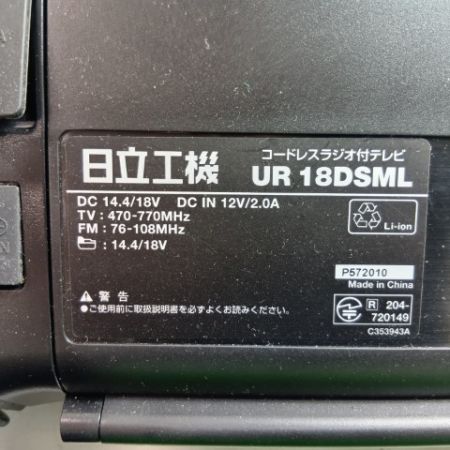 日立工機
コードレスラジオ付テレビ
UR 18DSML
DC 14.4/18V DC IN 12V/2.0A
TV : 470-770MHz
FM : 76-108MHz
: 14.4/18V
Li-ion
P572010
Made in China
⚠ 警告
●ご使用前に取扱説明書を必ずよくお読みください。
R 204-
720149
C353943A